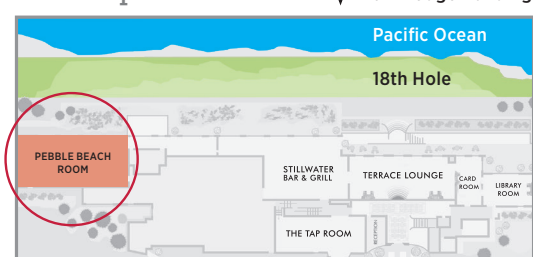 Pacific Ocean
18th Hole
PEBBLE BEACH
ROOM
STILLWATER
BAR & GRILL
TERRACE LOUNGE
CARD
ROOM
LIBRARY
ROOM
THE TAP ROOM
RECEPTION